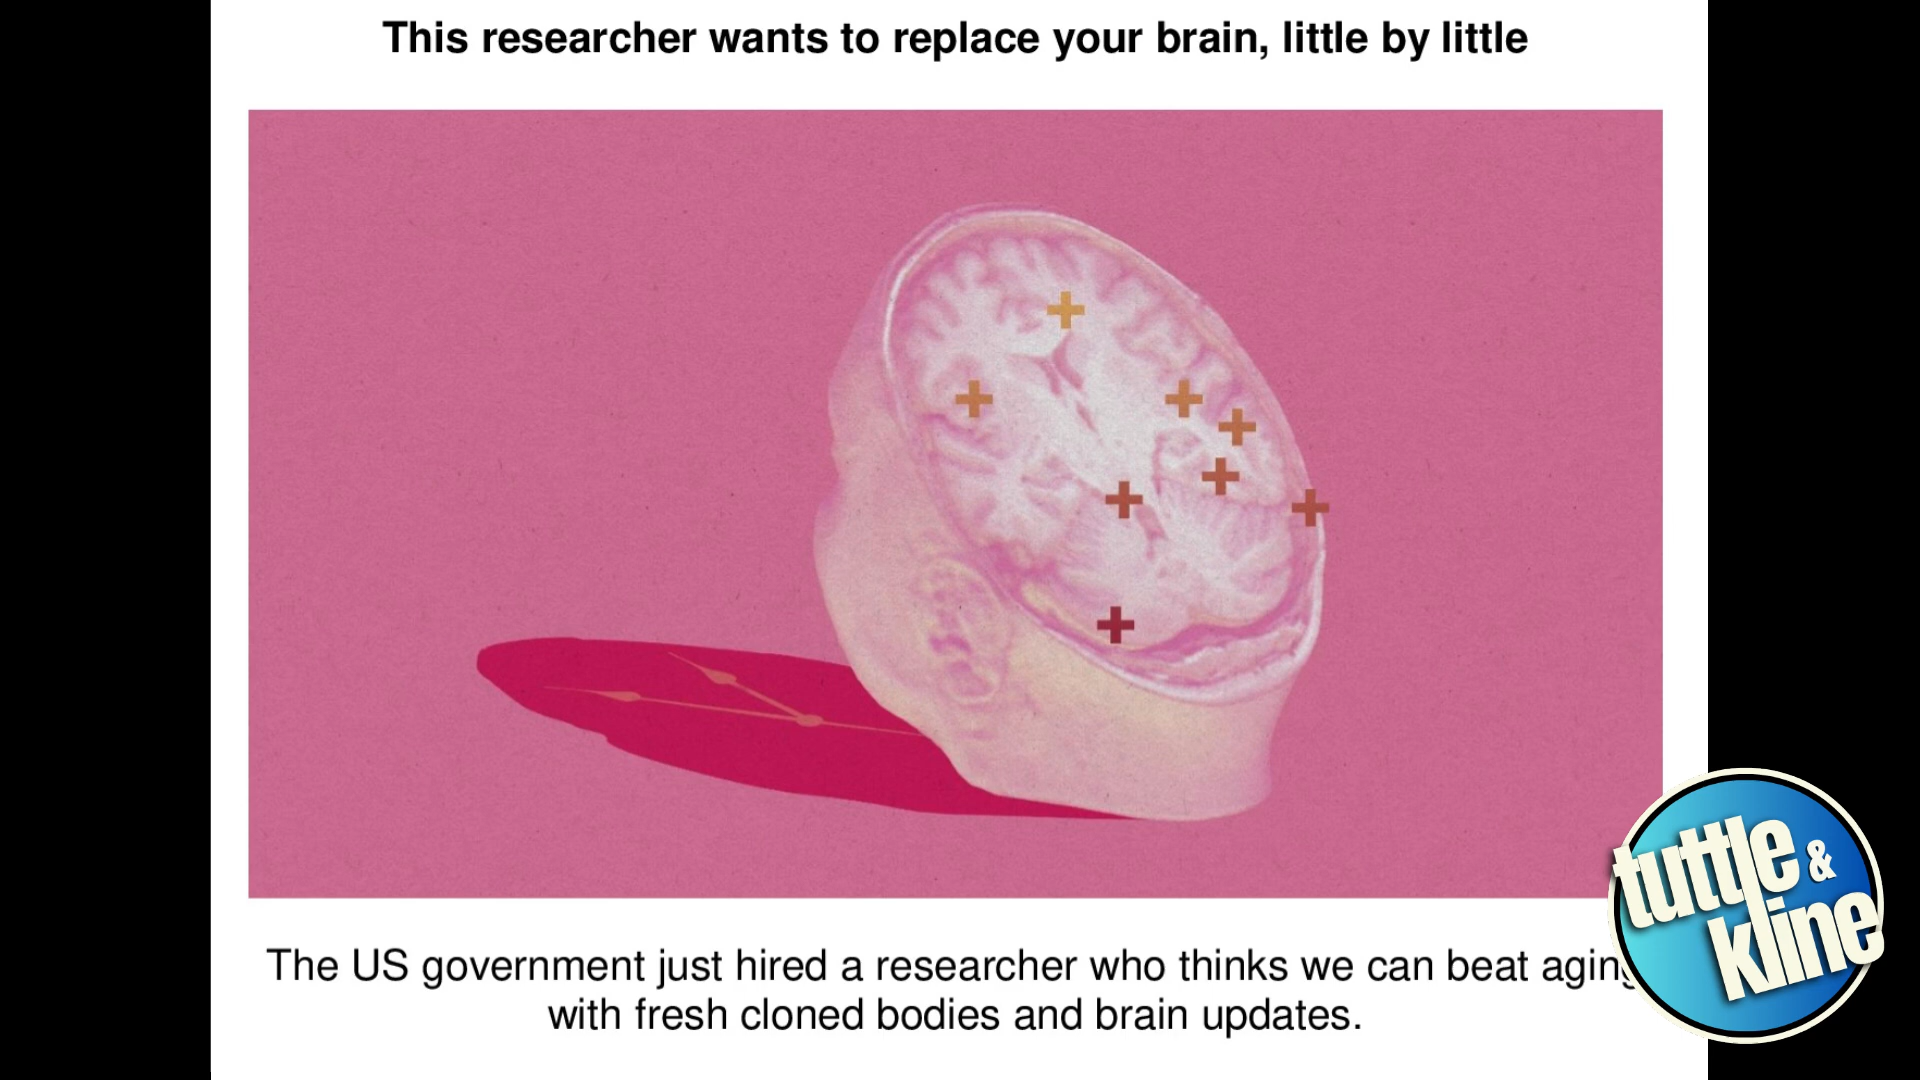 This researcher wants to replace your brain, little by little
The US government just hired a researcher who thinks we can beat aging
with fresh cloned bodies and brain updates.
tuttle &
kline